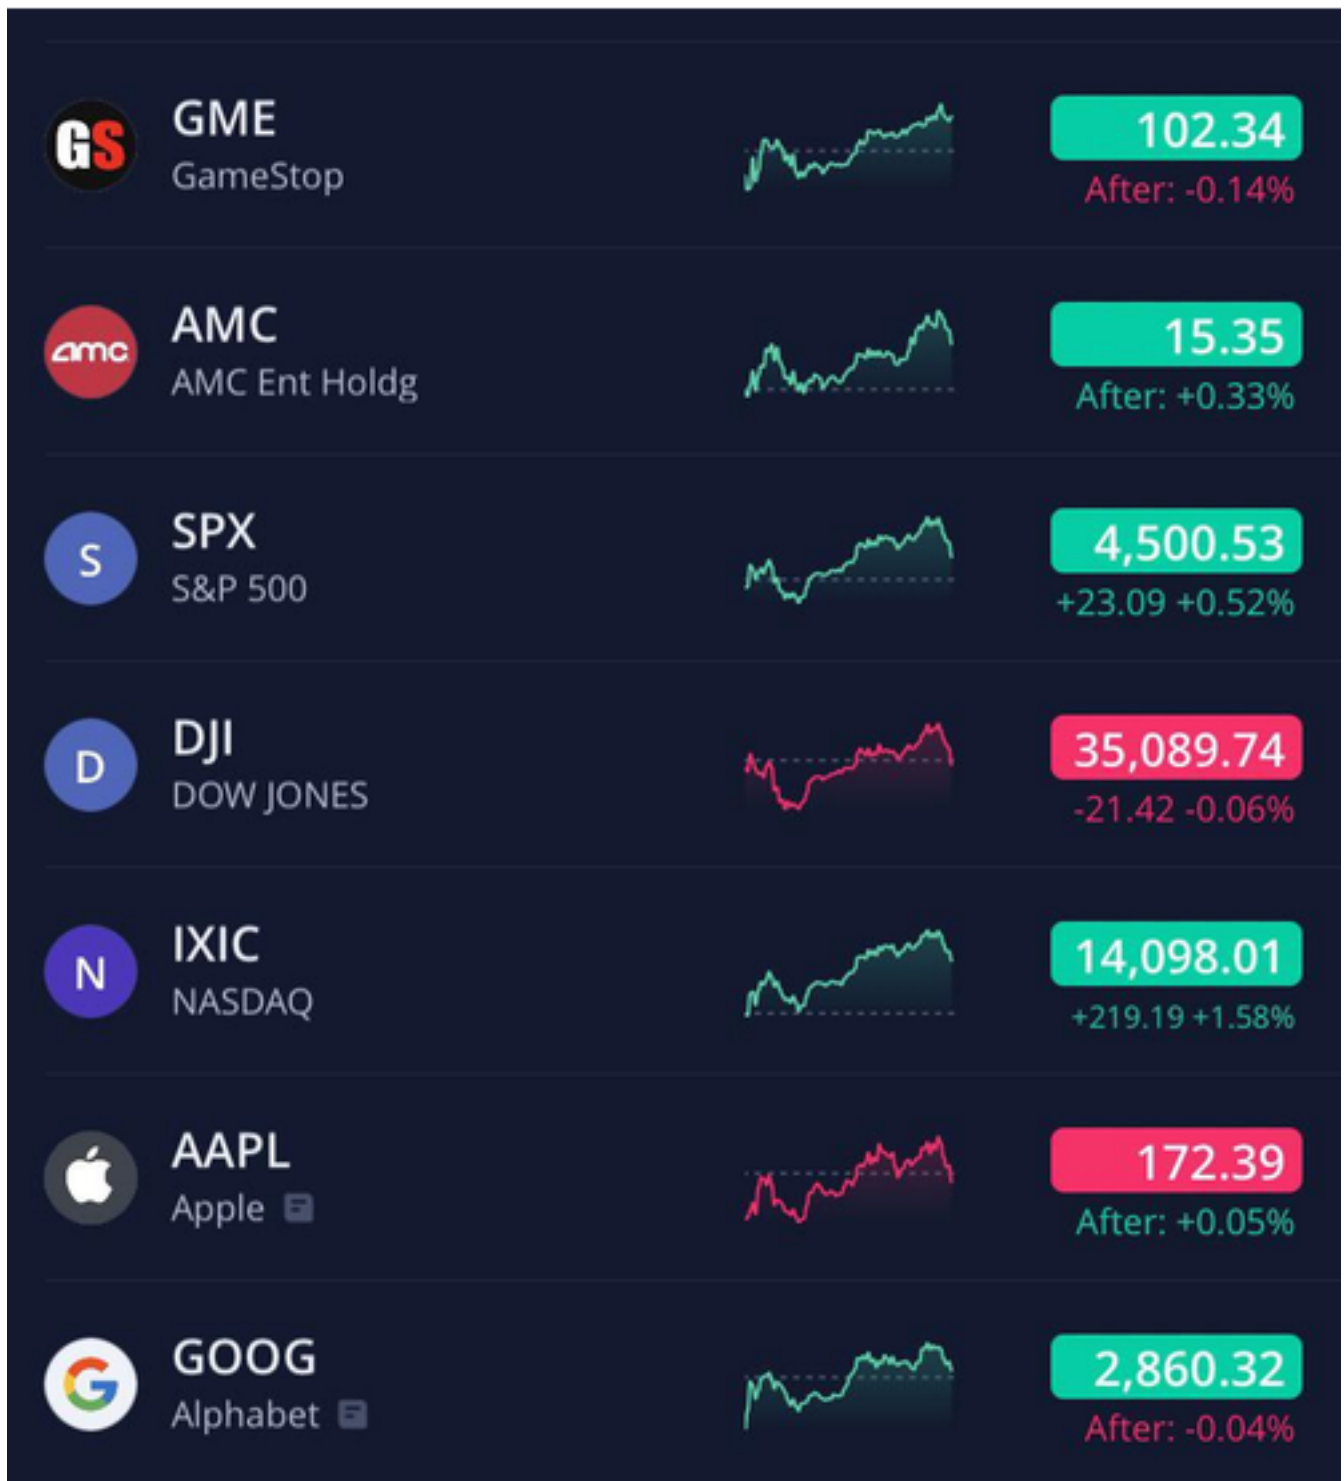 GS
GME
GameStop
102.34
After: -0.14%
amc
AMC
AMC Ent Holdg
15.35
After: +0.33%
S
SPX
S&P 500
4,500.53
+23.09 +0.52%
D
DJI
DOW JONES
35,089.74
-21.42 -0.06%
N
IXIC
NASDAQ
14,098.01
+219.19 +1.58%
AAPL
Apple
172.39
After: +0.05%
G
GOOG
Alphabet
2,860.32
After: -0.04%